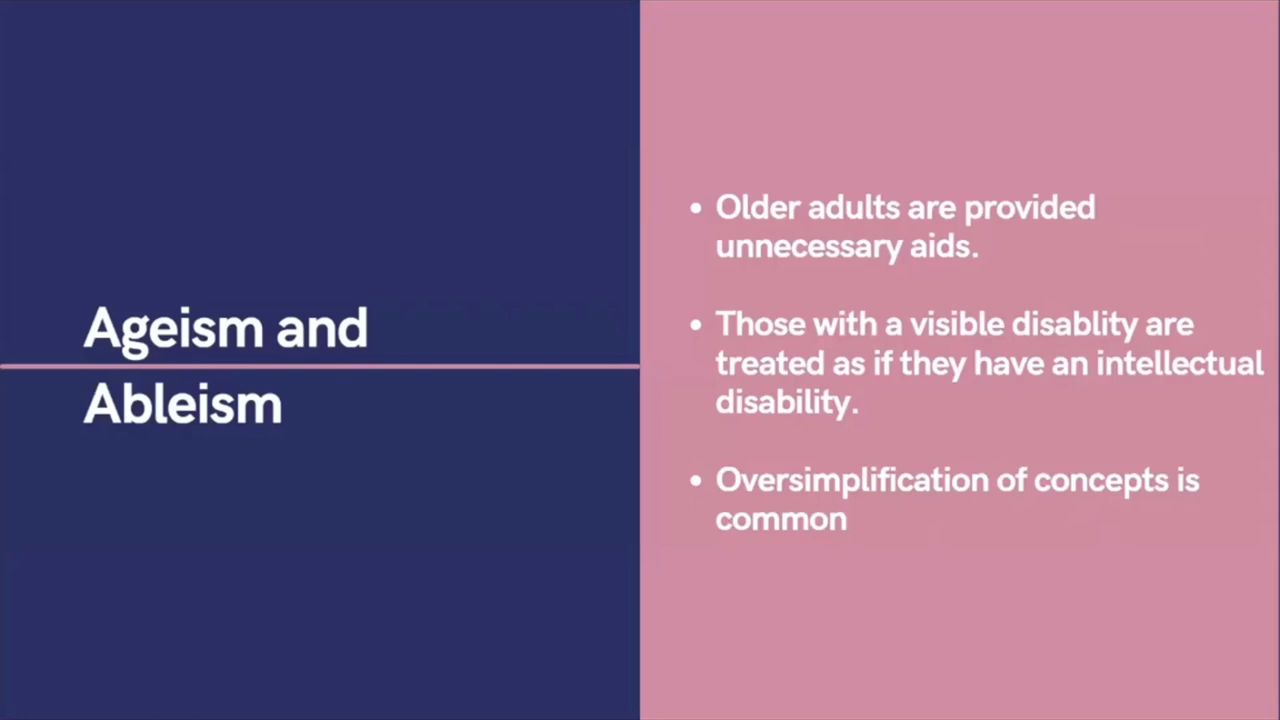 Ageism and
Ableism
• Older adults are provided
unnecessary aids.
• Those with a visible disablity are
treated as if they have an intellectual
disability.
• Oversimplification of concepts is
common